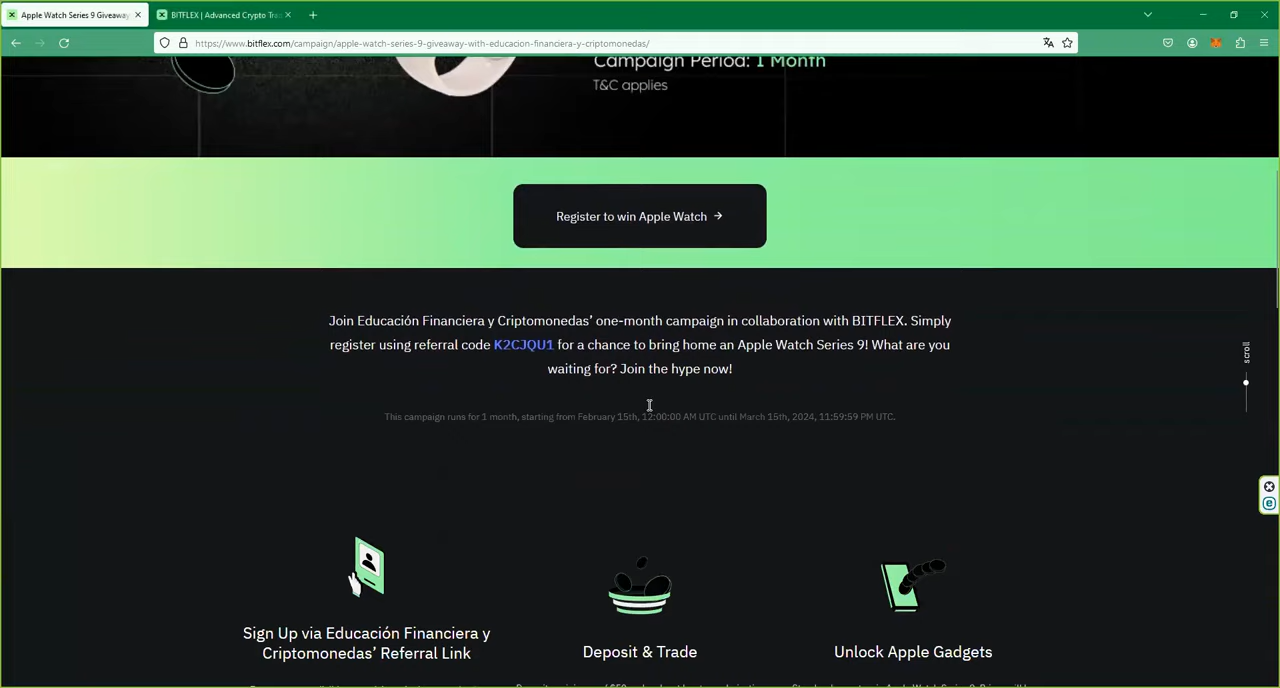 Apple Watch Series 9 Giveaway
BITFLEX | Advanced Crypto Tra
https://www.bitflex.com/campaign/apple-watch-series-9-giveaway-with-educacion-financiera-y-criptomonedas/
Campaign Period: 1 Month
T&C applies
Register to win Apple Watch →
Join Educación Financiera y Criptomonedas’ one-month campaign in collaboration with BITFLEX. Simply
register using referral code K2CJQU1 for a chance to bring home an Apple Watch Series 9! What are you
waiting for? Join the hype now!
scroll
This campaign runs for 1 month, starting from February 15th, 12:00:00 AM UTC until March 15th, 2024, 11:59:59 PM UTC.
Sign Up via Educación Financiera y
Criptomonedas’ Referral Link
Deposit & Trade
Unlock Apple Gadgets